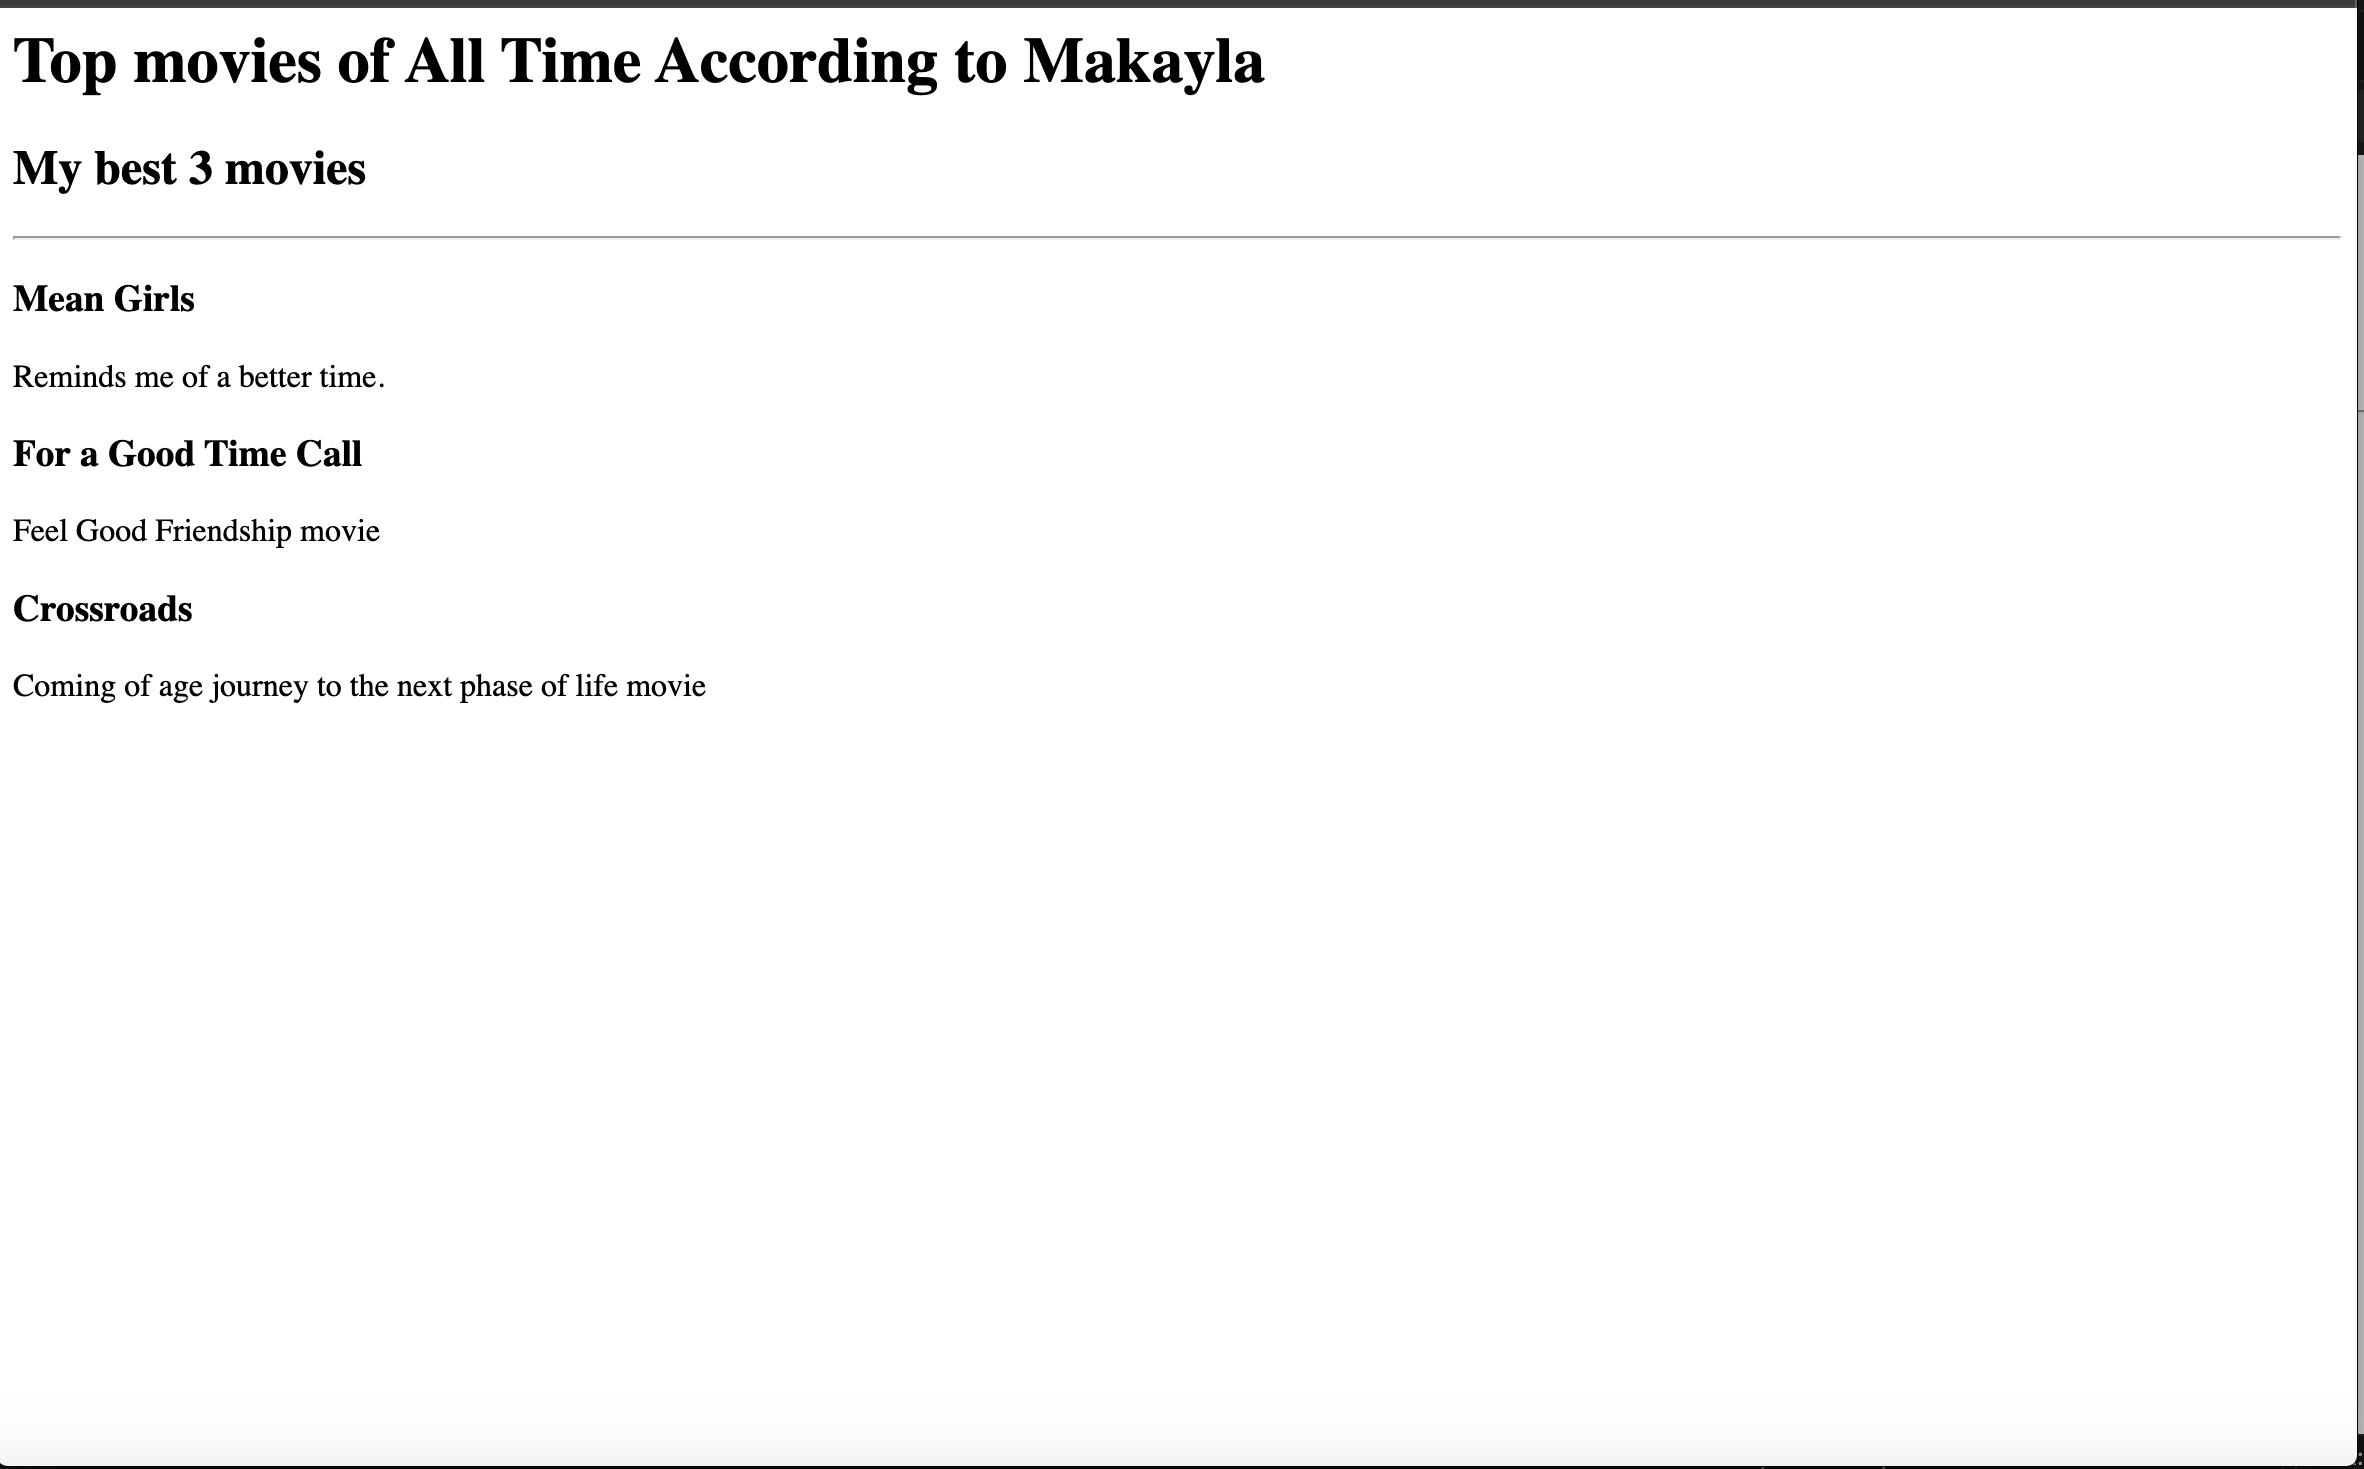 Top movies of All Time According to Makayla
My best 3 movies
Mean Girls
Reminds me of a better time.
For a Good Time Call
Feel Good Friendship movie
Crossroads
Coming of age journey to the next phase of life movie